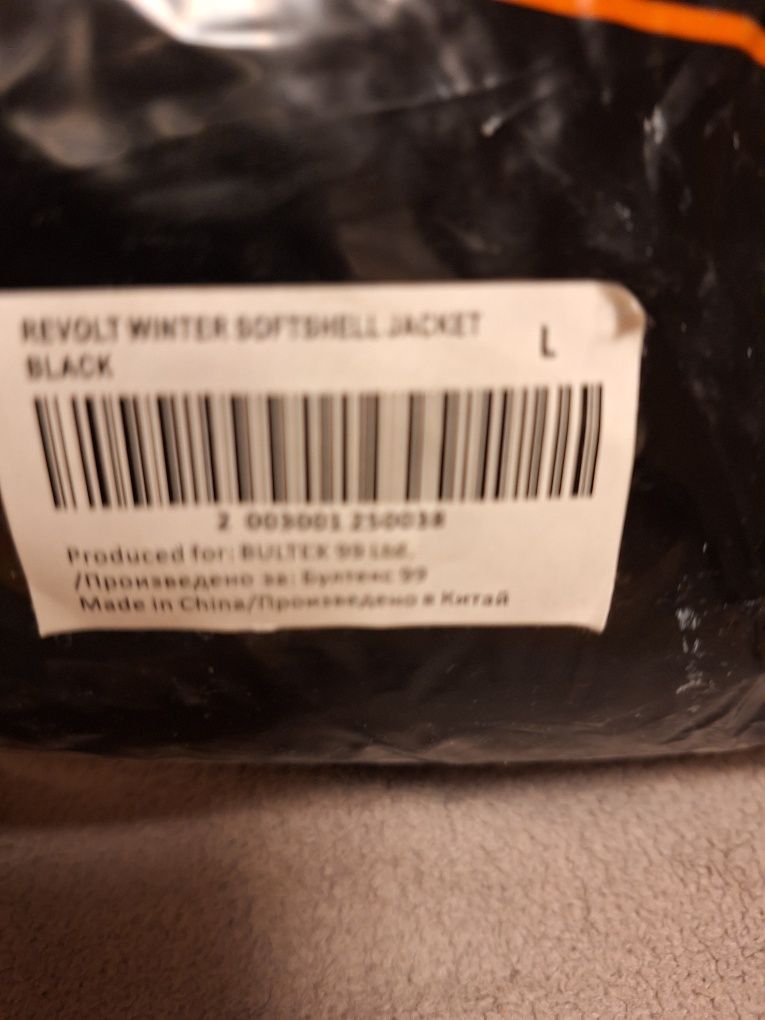 REVOLT WINTER SOFTSHELL JACKET
BLACK
L
2 003001 250038
Produced for: BULTEX 99 Ltd.
/Произведено за: Бултекс 99
Made in China/Произведено в Китай